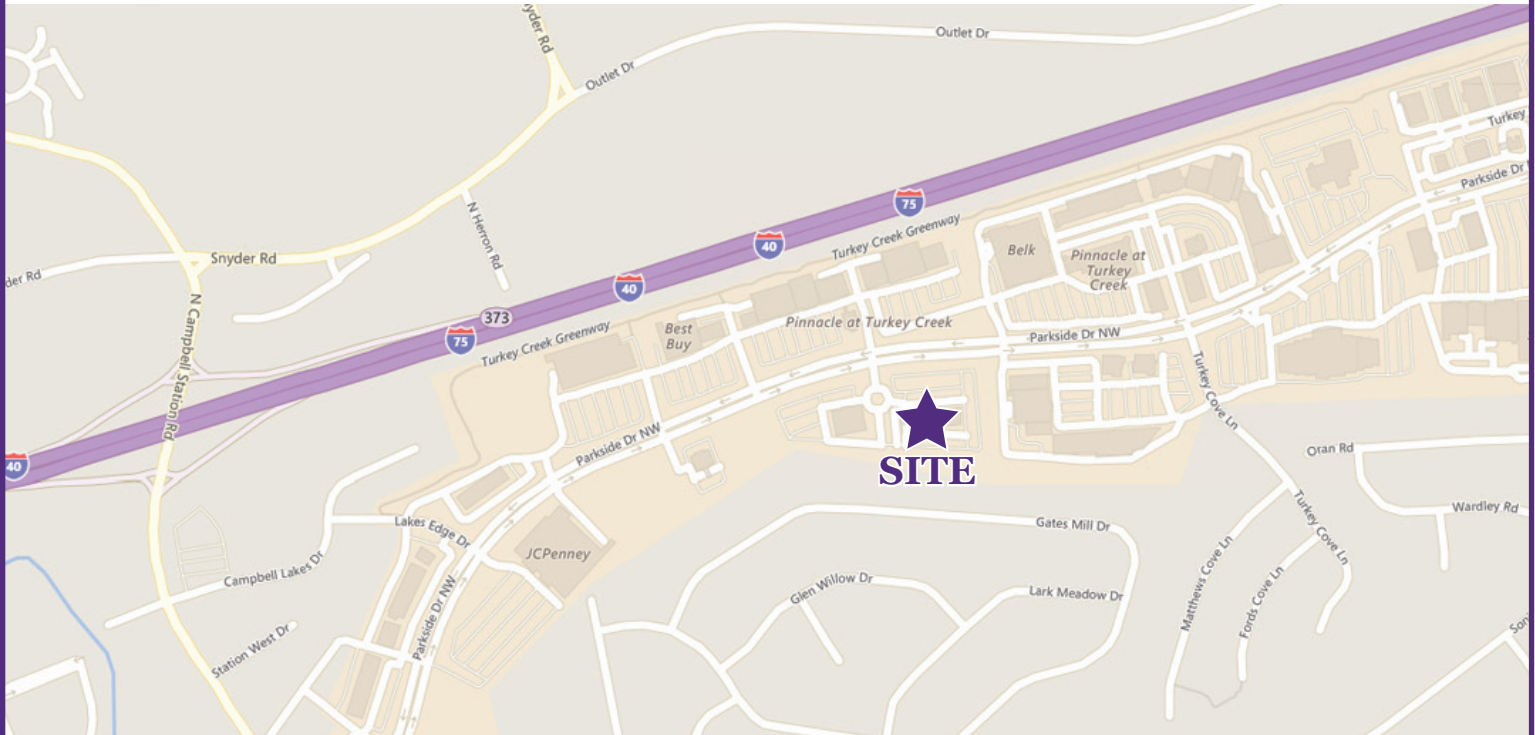 yder Rd
Outlet Dr
Outlet Dr
Turkey
Parkside Dr
75
Turkey Creek Greenway
40
N Herron Rd
Snyder Rd
der Rd
Belk
Pinnacle at
Turkey
Creek
40
373
75
Turkey Creek Greenway
Best
Buy
Pinnacle at Turkey Creek
Parkside Dr NW
N Campbell Station Rd
Turkey Cove Ln
Parkside Dr NW
SITE
40
Oran Rd
Turkey Cove Ln
Wardley Rd
Lakes Edge Dr
JCPenney
Gates Mill Dr
Campbell Lakes Dr
Glen Willow Dr
Lark Meadow Dr
Matthews Cove Ln
Fords Cove Ln
Parkside Dr NW
Station West Dr
Son